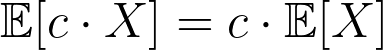 𝔼[c · X] = c · 𝔼[X]